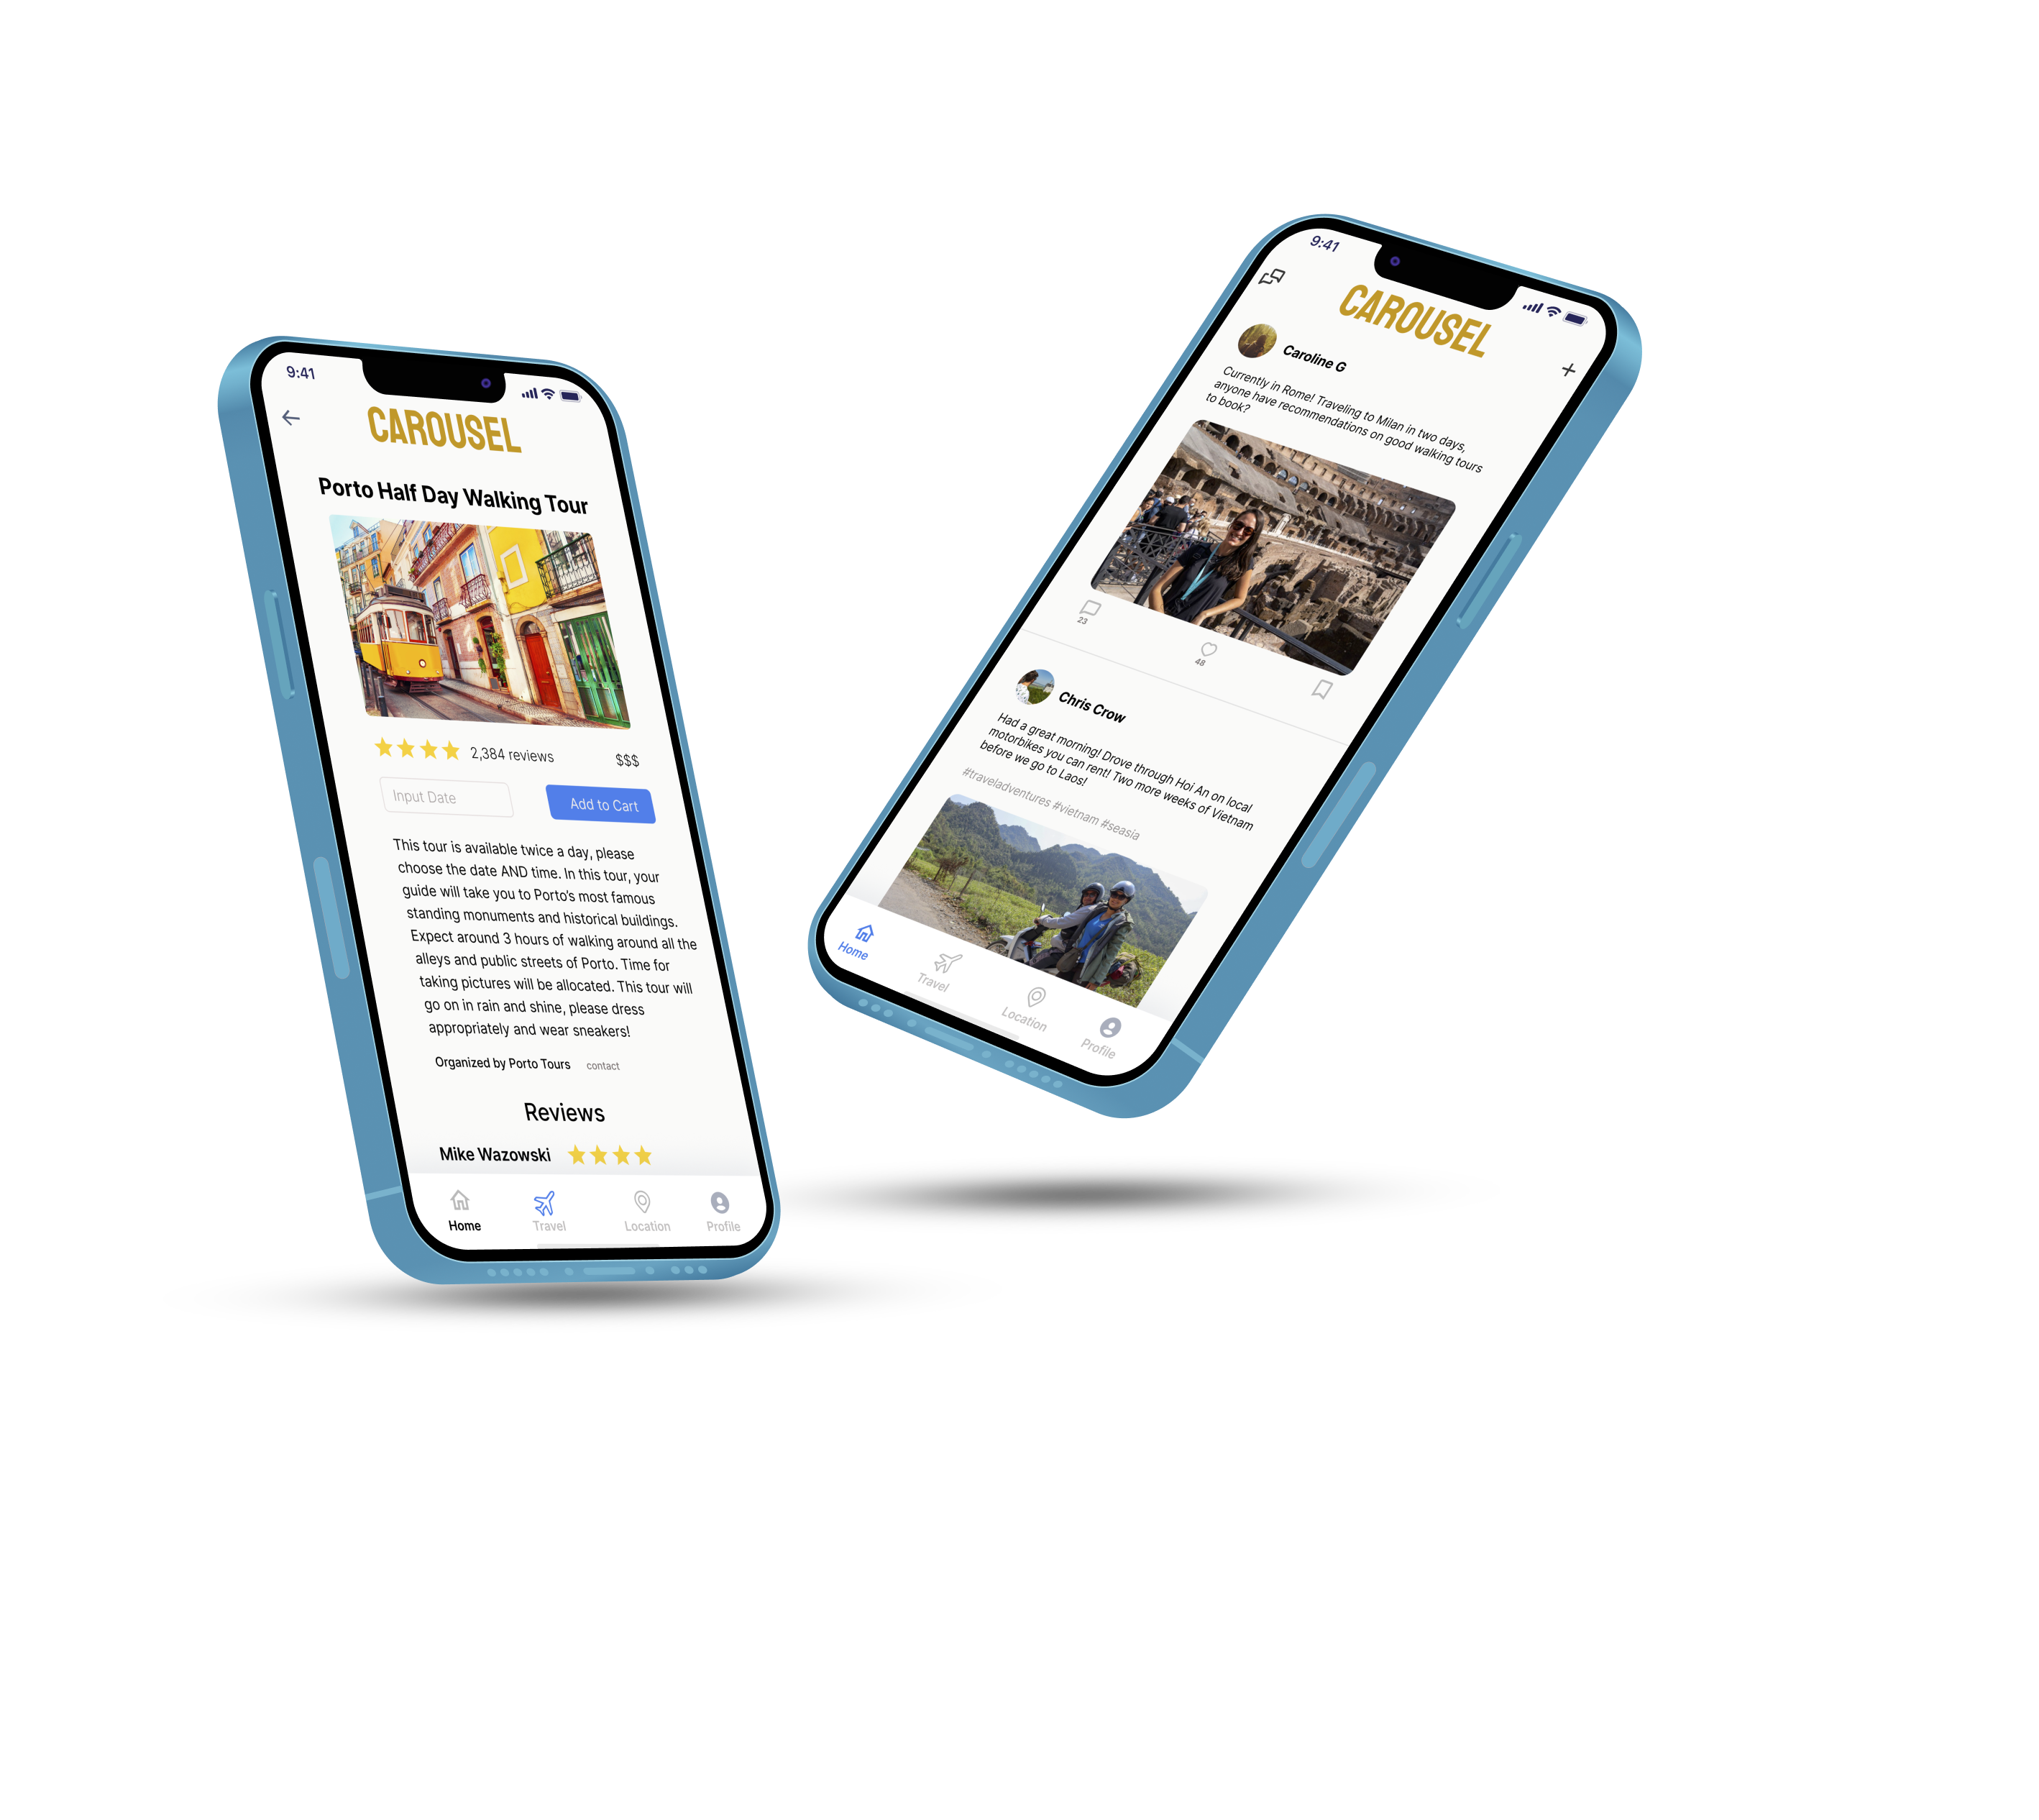 9:41
CAROUSEL
Porto Half Day Walking Tour
2,384 reviews
$$$
Input Date
Add to Cart
This tour is available twice a day, please
choose the date AND time. In this tour, your
guide will take you to Porto's most famous
standing monuments and historical buildings.
Expect around 3 hours of walking around all the
alleys and public streets of Porto. Time for
taking pictures will be allocated. This tour will
go on in rain and shine, please dress
appropriately and wear sneakers!
Organized by Porto Tours contact
Reviews
Mike Wazowski
Home
Travel
Location
Profile
9:41
CAROUSEL
Caroline G
Currently in Rome! Traveling to Milan in two days,
anyone have recommendations on good walking tours
to book?
23
48
Chris Crow
Had a great morning! Drove through Hoi An on local
motorbikes you can rent! Two more weeks of Vietnam
before we go to Laos!
#traveladventures #vietnam #seasia
Home
Travel
Location
Profile